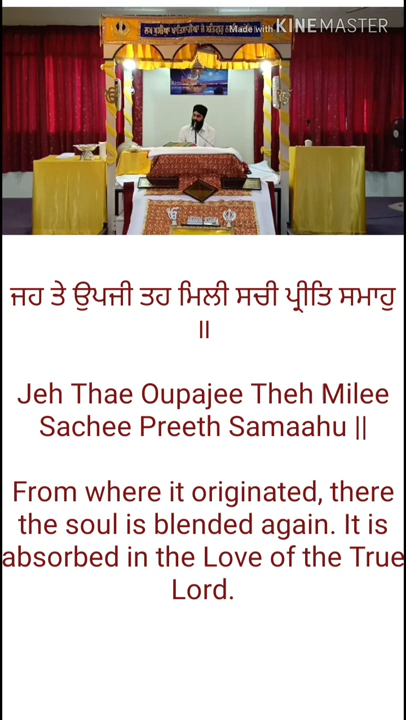 Made with KINEMASTER
ਜਹ ਤੇ ਉਪਜੀ ਤਹ ਮਿਲੀ ਸਚੀ ਪ੍ਰੀਤਿ ਸਮਾਹੁ
॥
Jeh Thae Oupajee Theh Milee
Sachee Preeth Samaahu ||
From where it originated, there
the soul is blended again. It is
absorbed in the Love of the True
Lord.